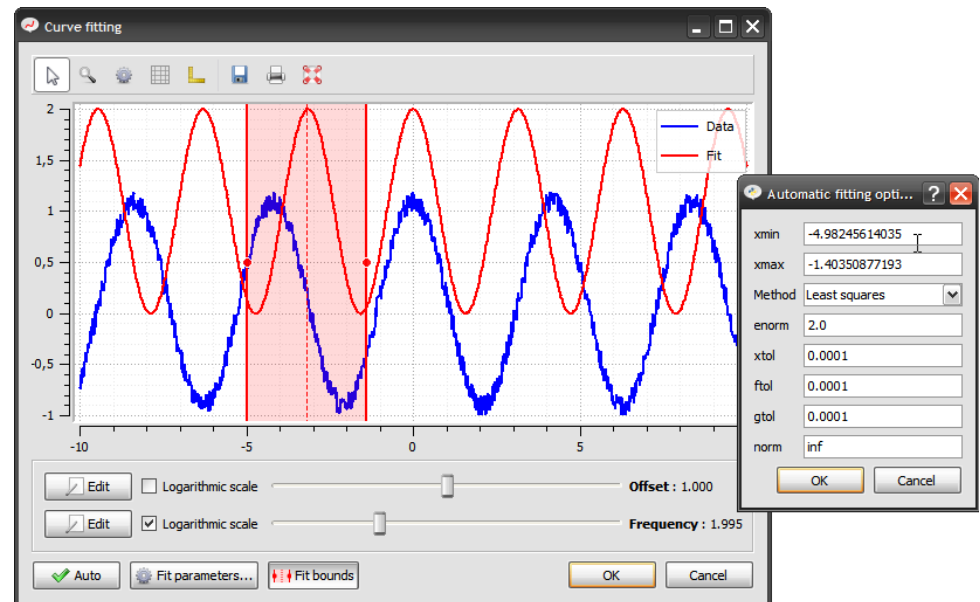 Curve fitting
2
1,5
1
0,5
0
-0,5
-1
-10
-5
0
5
Data
Fit
Edit
Logarithmic scale
Offset : 1.000
Edit
Logarithmic scale
Frequency : 1.995
Auto
Fit parameters...
Fit bounds
OK
Cancel
Automatic fitting opti...
?
xmin
-4.98245614035
xmax
-1.40350877193
Method
Least squares
enorm
2.0
xtol
0.0001
ftol
0.0001
gtol
0.0001
norm
inf
OK
Cancel